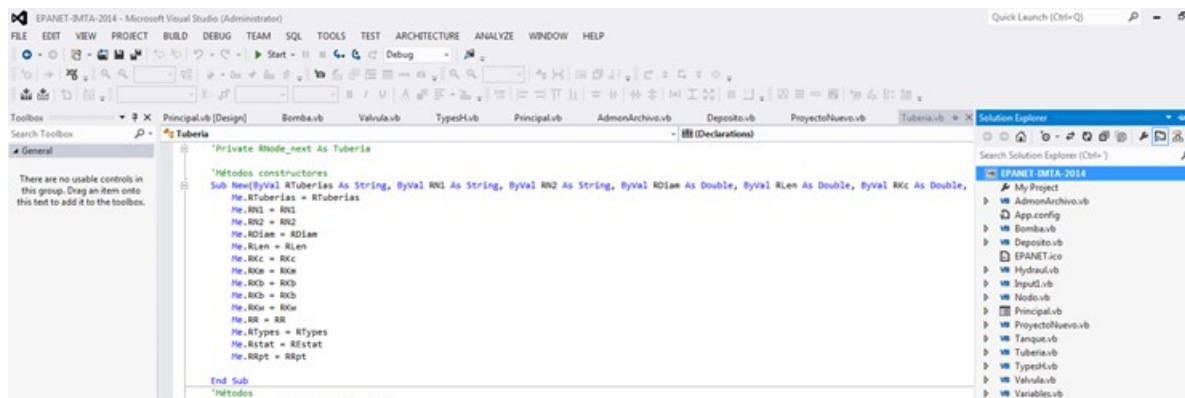 EPANET-IMTA-2014 - Microsoft Visual Studio (Administrator)
Quick Launch (Ctrl+Q)
FILE EDIT VIEW PROJECT BUILD DEBUG TEAM SQL TOOLS TEST ARCHITECTURE ANALYZE WINDOW HELP
Start
Debug
Toolbox
Search Toolbox
General
There are no usable controls in
this group. Drag an item onto
this text to add it to the toolbox.
Principal.vb [Design] Bomba.vb Valvula.vb TypesH.vb Principal.vb AdmonArchivo.vb Deposito.vb ProyectoNuevo.vb Tuberia.vb
Tuberia
(Declarations)
'Private RNode_next As Tuberia
'Métodos constructores
Sub New(ByVal RTuberias As String, ByVal RN1 As String, ByVal RN2 As String, ByVal RDiam As Double, ByVal RLen As Double, ByVal RKc As Double,
Me.RTuberias = RTuberias
Me.RN1 = RN1
Me.RN2 = RN2
Me.RDiam = RDiam
Me.RLen = RLen
Me.RKc = RKc
Me.RKm = RKm
Me.RKb = RKb
Me.RKb = RKb
Me.RKw = RKw
Me.RR = RR
Me.RTypes = RTypes
Me.Rstat = REstat
Me.RRpt = RRpt
End Sub
'Métodos
Solution Explorer
Search Solution Explorer (Ctrl+')
EPANET-IMTA-2014
My Project
AdmonArchivo.vb
App.config
Bomba.vb
Deposito.vb
EPANET.ico
Hydraul.vb
Input1.vb
Nodo.vb
Principal.vb
ProyectoNuevo.vb
Tanque.vb
Tuberia.vb
TypesH.vb
Valvula.vb
Variables.vb